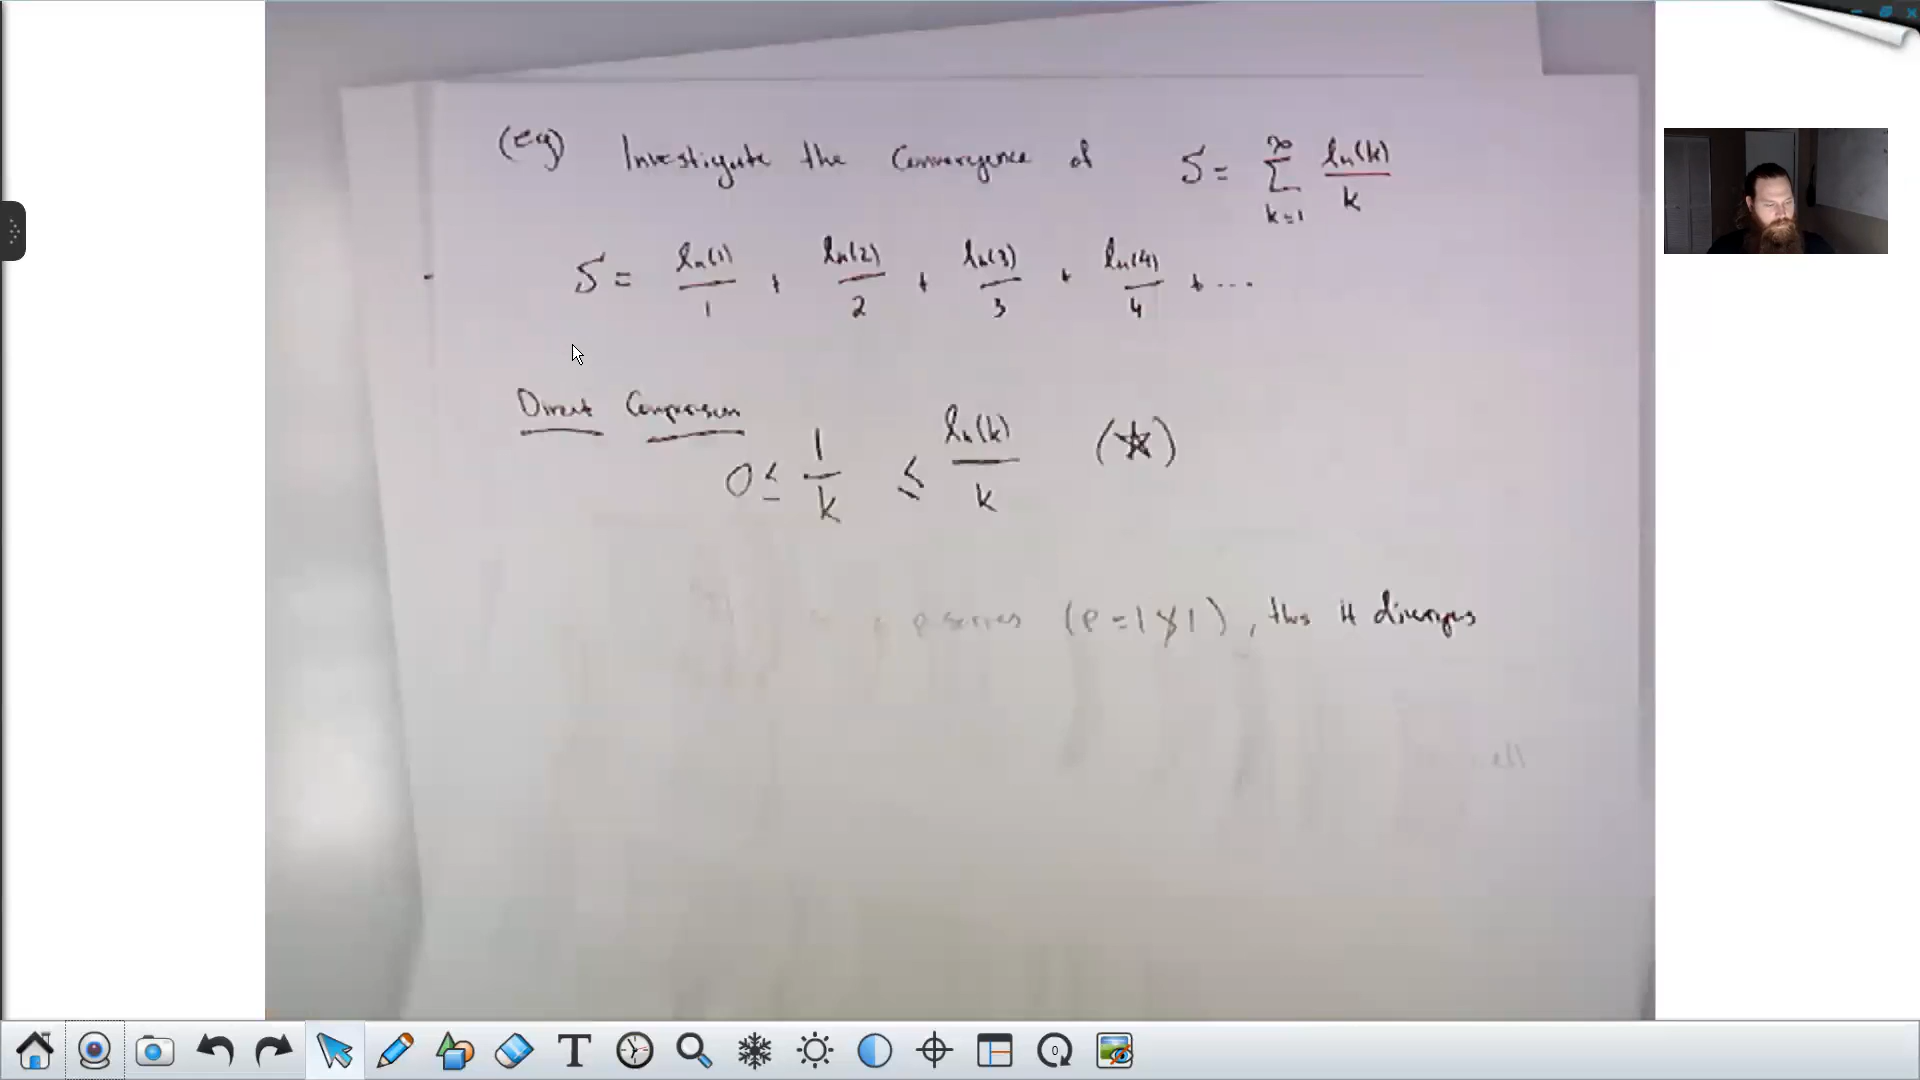 (eg) Investigate the Convergence of S = ∞ Σ k=1 ln(k)/k
S = ln(1)/1 + ln(2)/2 + ln(3)/3 + ln(4)/4 + ...
Direct Comparison
0 ≤ 1/k ≤ ln(k)/k (☆)
p series (p = 1 ≯ 1), thus it diverges
T
0